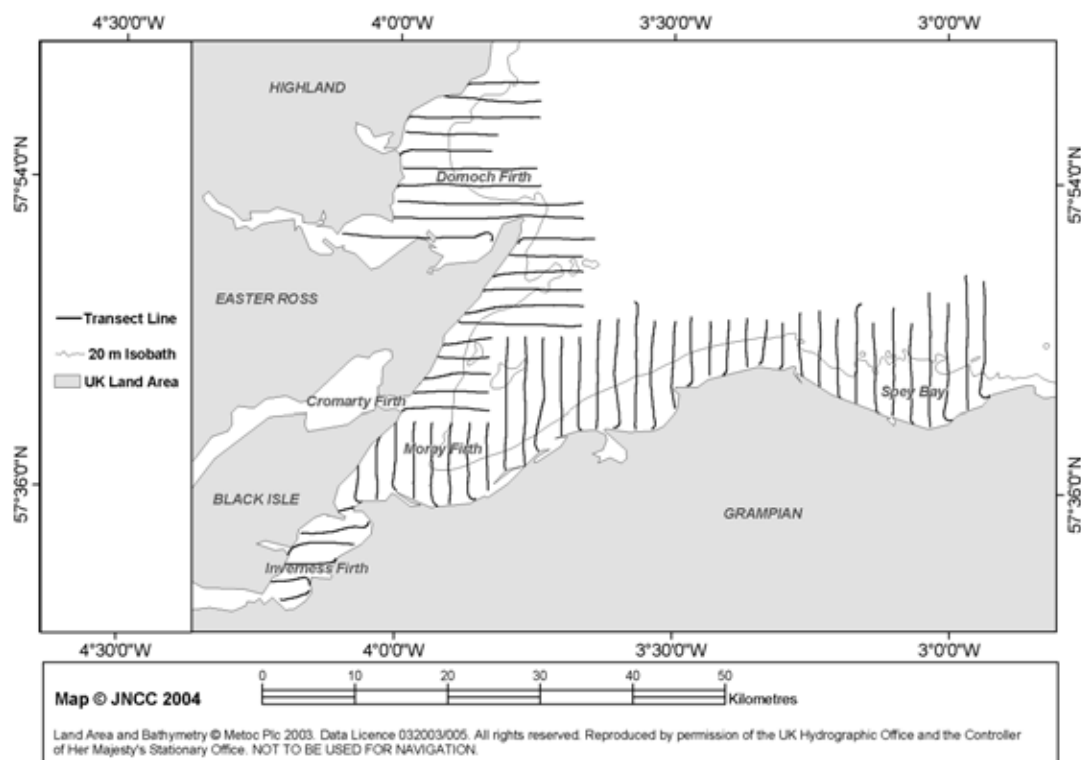 4°30'0"W 4°0'0"W 3°30'0"W 3°0'0"W
HIGHLAND
57°54'0"N 57°54'0"N
Dornoch Firth
EASTER ROSS
Transect Line
20 m Isobath
UK Land Area
Cromarty Firth
Spey Bay
Moray Firth
57°36'0"N 57°36'0"N
BLACK ISLE
GRAMPIAN
Inverness Firth
4°30'0"W 4°0'0"W 3°30'0"W 3°0'0"W
0 10 20 30 40 50
Map © JNCC 2004
Kilometres
Land Area and Bathymetry © Metoc Plc 2003. Data Licence 032003/005. All rights reserved. Reproduced by permission of the UK Hydrographic Office and the Controller
of Her Majesty's Stationary Office. NOT TO BE USED FOR NAVIGATION.